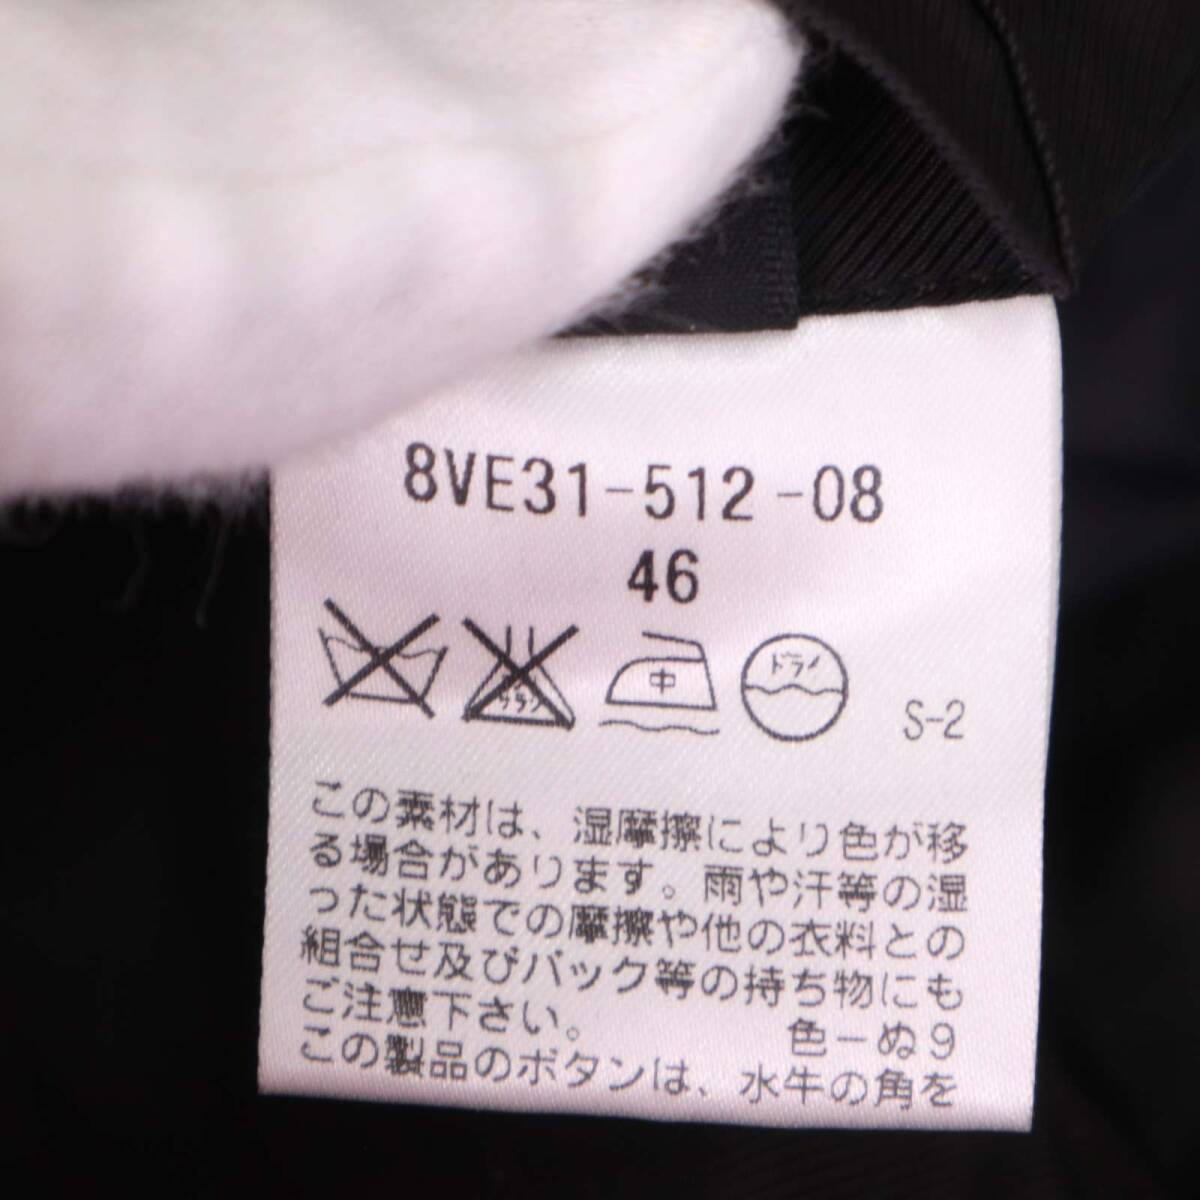 8VE31-512-08
46
中 ドライ
S-2
この素材は、湿摩擦により色が移
る場合があります。雨や汗等の湿
った状態での摩擦や他の衣料との
組合せ及びバック等の持ち物にも
ご注意下さい。 色ーぬ9
この製品のボタンは、水牛の角を